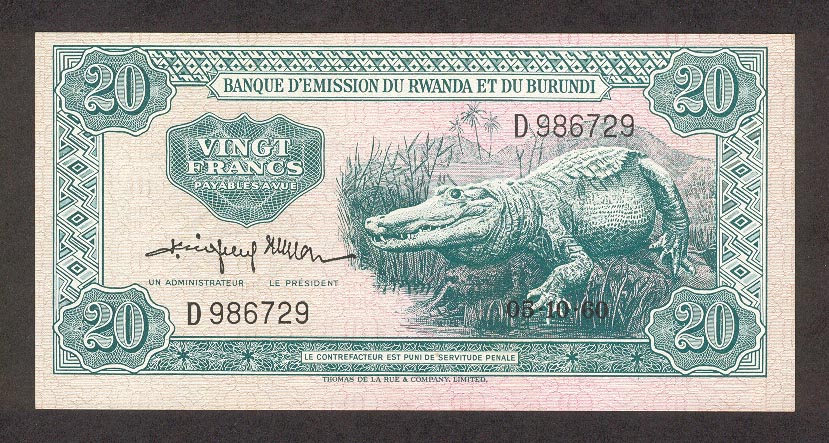 BANQUE D'EMISSION DU RWANDA ET DU BURUNDI
20 20
D 986729
VINGT
FRANCS
PAYABLES A VUE
UN ADMINISTRATEUR LE PRÉSIDENT
D 986729
05-10-60
20 20
LE CONTREFACTEUR EST PUNI DE SERVITUDE PENALE
THOMAS DE LA RUE & COMPANY, LIMITED.